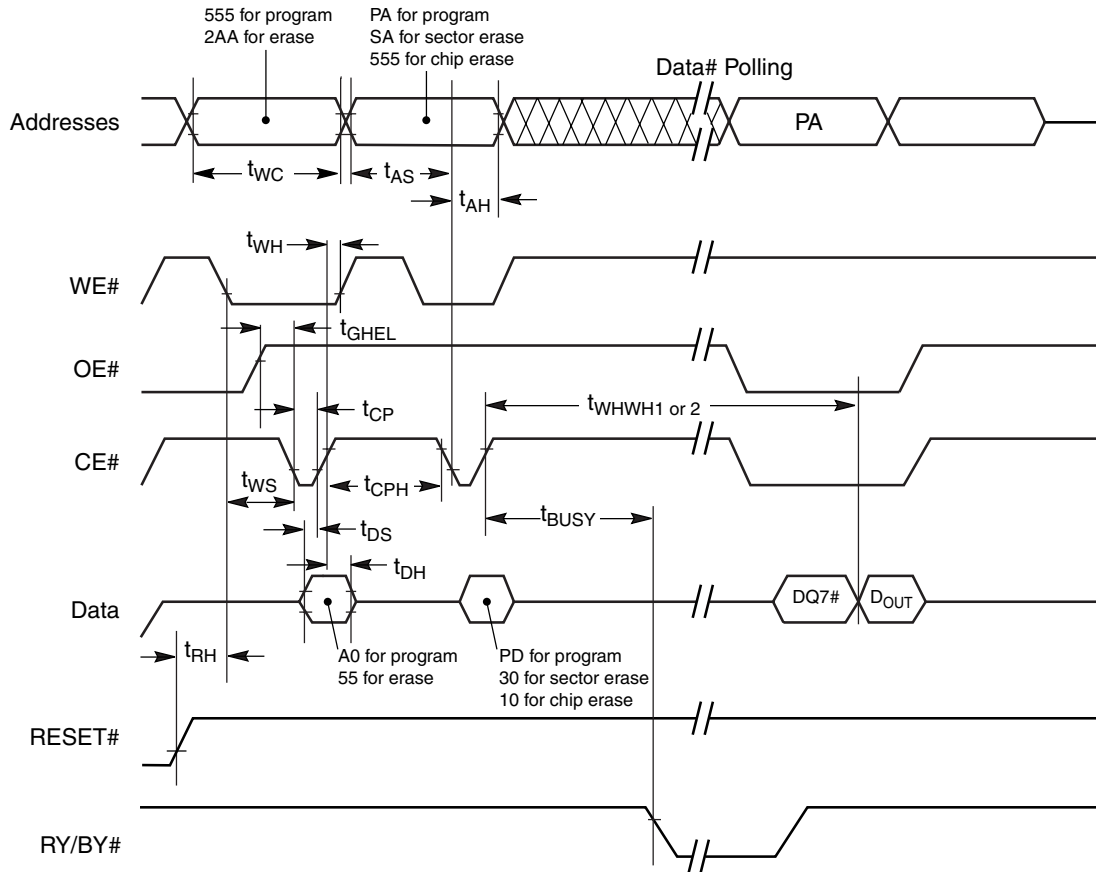 555 for program
2AA for erase
PA for program
SA for sector erase
555 for chip erase
Data# Polling
Addresses
PA
tWC
tAS
tAH
tWH
WE#
tGHEL
OE#
tWHWH1 or 2
tCP
CE#
tWS
tCPH
tBUSY
tDS
tDH
Data
DQ7#
DOUT
tRH
A0 for program
55 for erase
PD for program
30 for sector erase
10 for chip erase
RESET#
RY/BY#